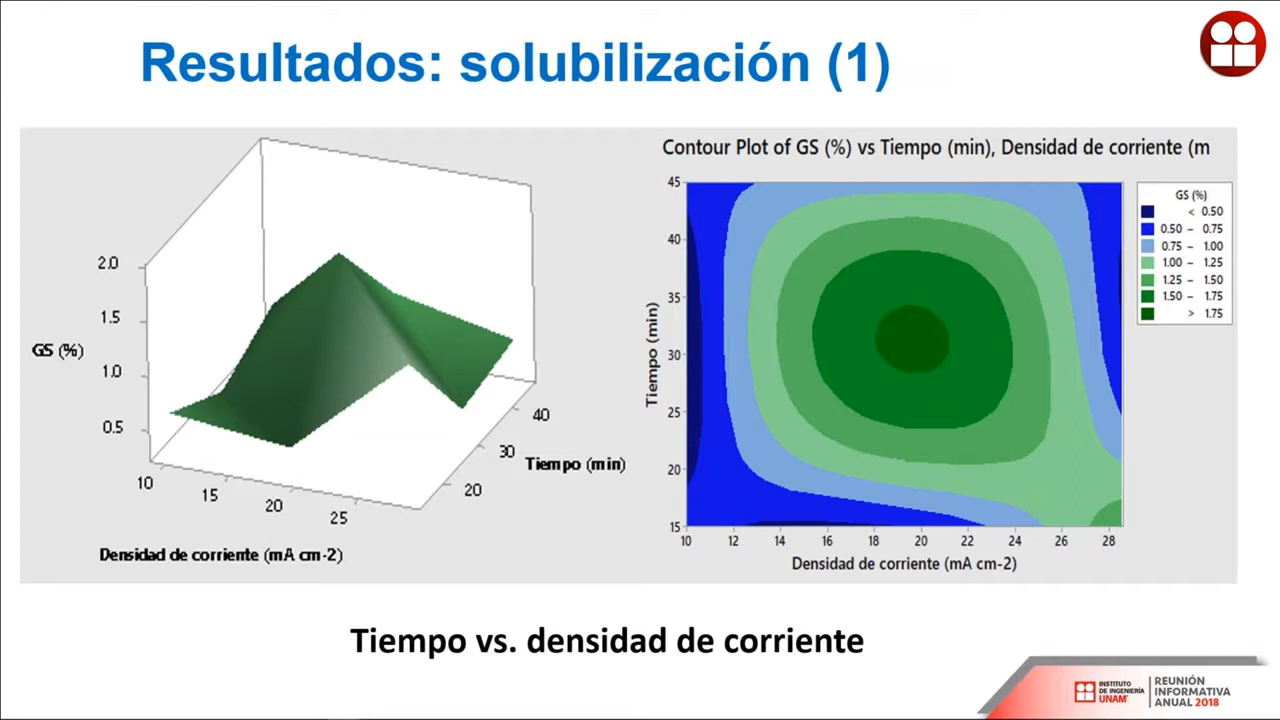 Resultados: solubilización (1)
2.0
1.5
GS (%)
1.0
0.5
40
30
Tiempo (min)
20
10
15
20
25
Densidad de corriente (mA cm-2)
Contour Plot of GS (%) vs Tiempo (min), Densidad de corriente (m
Tiempo (min)
45
40
35
30
25
20
15
10 12 14 16 18 20 22 24 26 28
Densidad de corriente (mA cm-2)
GS (%)
< 0.50
0.50 – 0.75
0.75 – 1.00
1.00 – 1.25
1.25 – 1.50
1.50 – 1.75
> 1.75
Tiempo vs. densidad de corriente
INSTITUTO
DE INGENIERÍA
UNAM
REUNIÓN
INFORMATIVA
ANUAL 2018